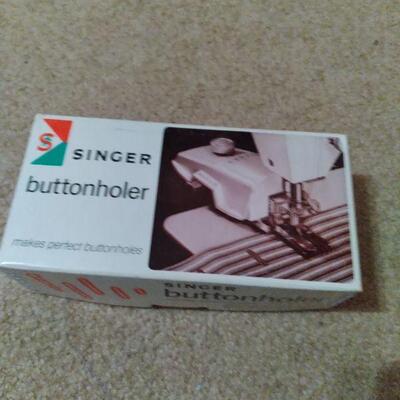 S
SINGER
buttonholer
makes perfect buttonholes
SINGER
buttonholer